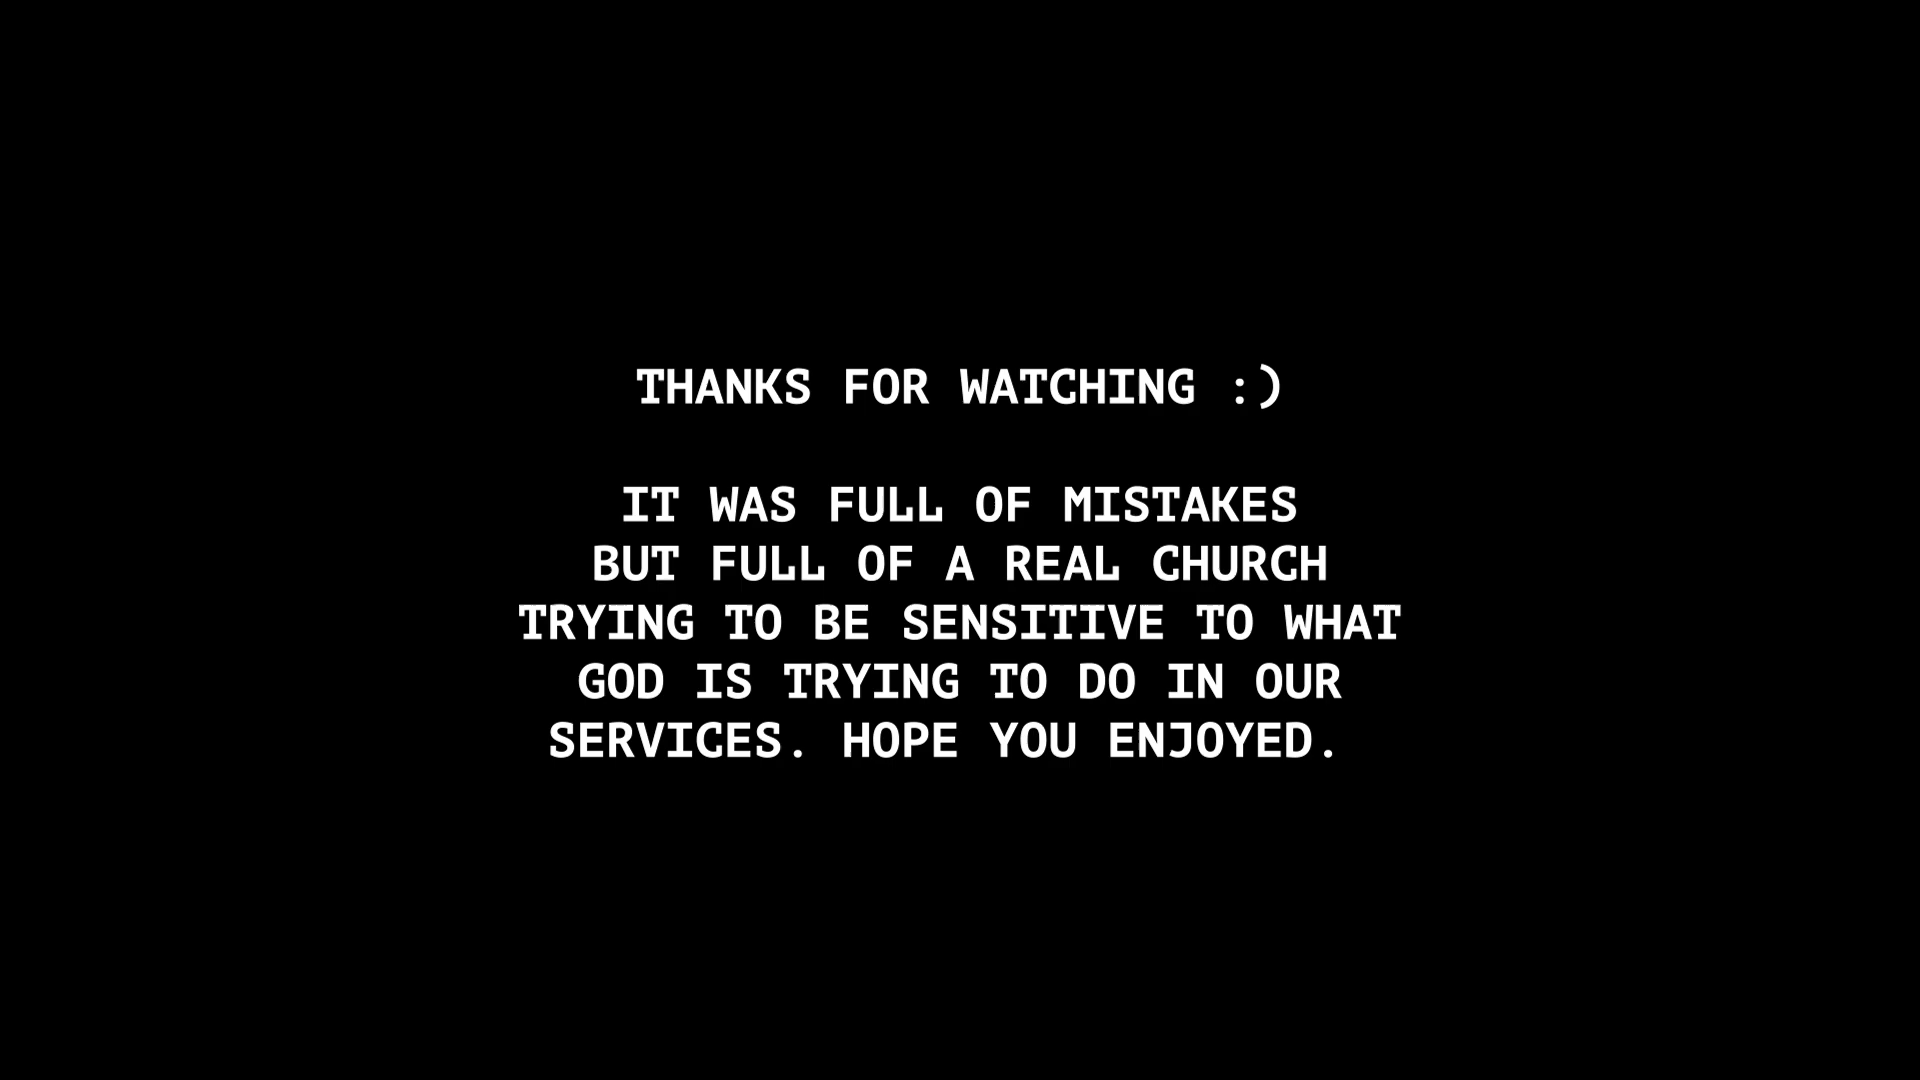 THANKS FOR WATCHING :)
IT WAS FULL OF MISTAKES
BUT FULL OF A REAL CHURCH
TRYING TO BE SENSITIVE TO WHAT
GOD IS TRYING TO DO IN OUR
SERVICES. HOPE YOU ENJOYED.